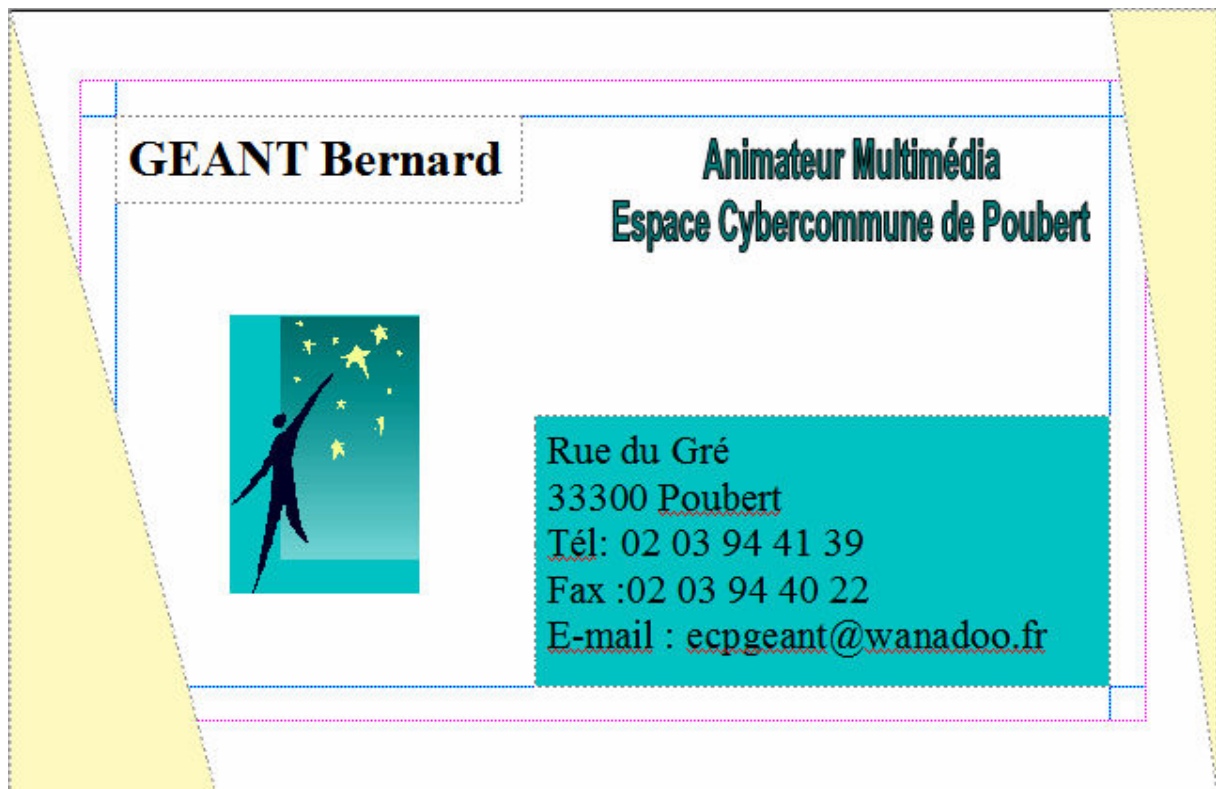 GEANT Bernard
Animateur Multimédia
Espace Cybercommune de Poubert
Rue du Gré
33300 Poubert
Tél: 02 03 94 41 39
Fax :02 03 94 40 22
E-mail : ecpgeant@wanadoo.fr